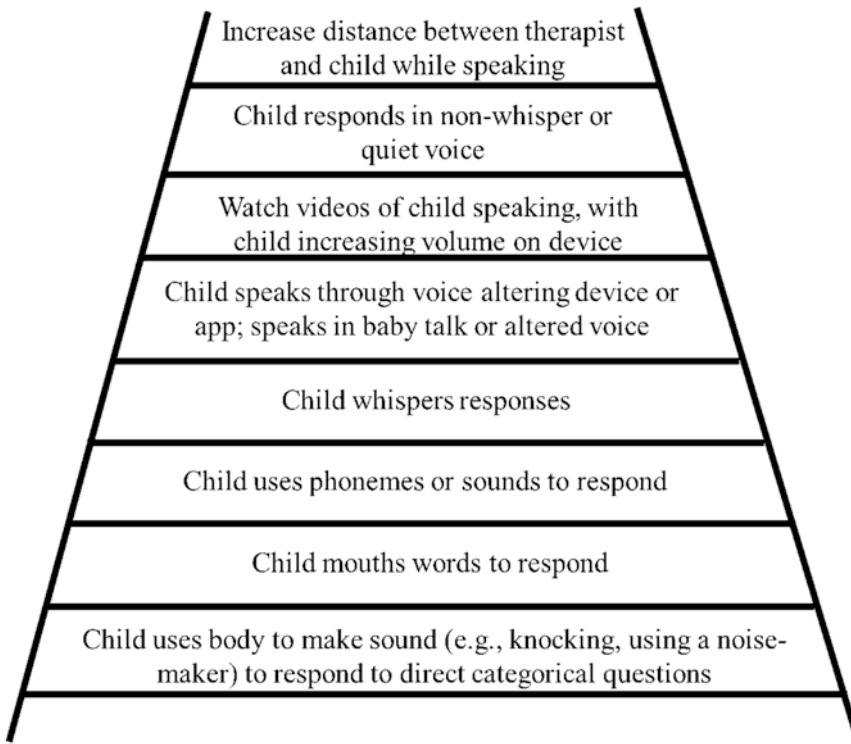 Increase distance between therapist
and child while speaking
Child responds in non-whisper or
quiet voice
Watch videos of child speaking, with
child increasing volume on device
Child speaks through voice altering device or
app; speaks in baby talk or altered voice
Child whispers responses
Child uses phonemes or sounds to respond
Child mouths words to respond
Child uses body to make sound (e.g., knocking, using a noise-
maker) to respond to direct categorical questions